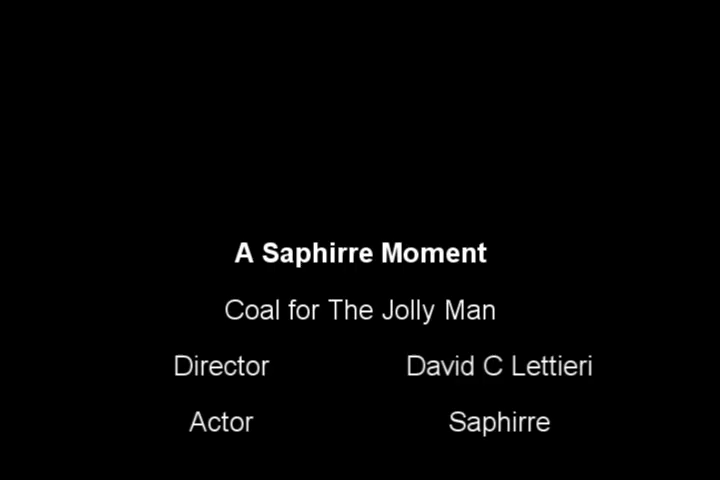 A Saphirre Moment
Coal for The Jolly Man
Director David C Lettieri
Actor Saphirre